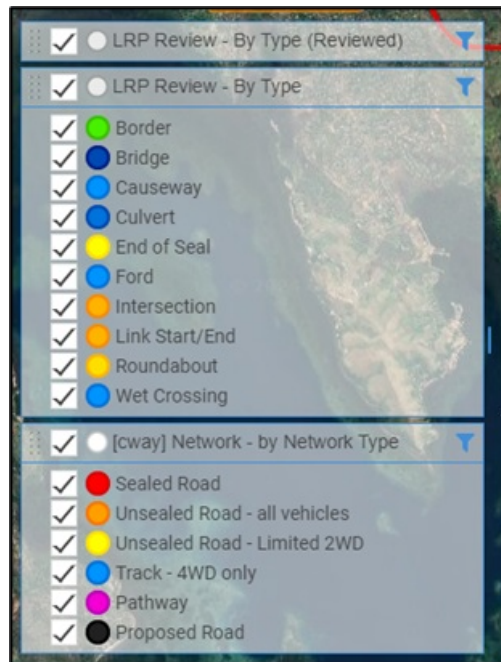 LRP Review - By Type (Reviewed)
LRP Review - By Type
Border
Bridge
Causeway
Culvert
End of Seal
Ford
Intersection
Link Start/End
Roundabout
Wet Crossing
[cway] Network - by Network Type
Sealed Road
Unsealed Road - all vehicles
Unsealed Road - Limited 2WD
Track - 4WD only
Pathway
Proposed Road